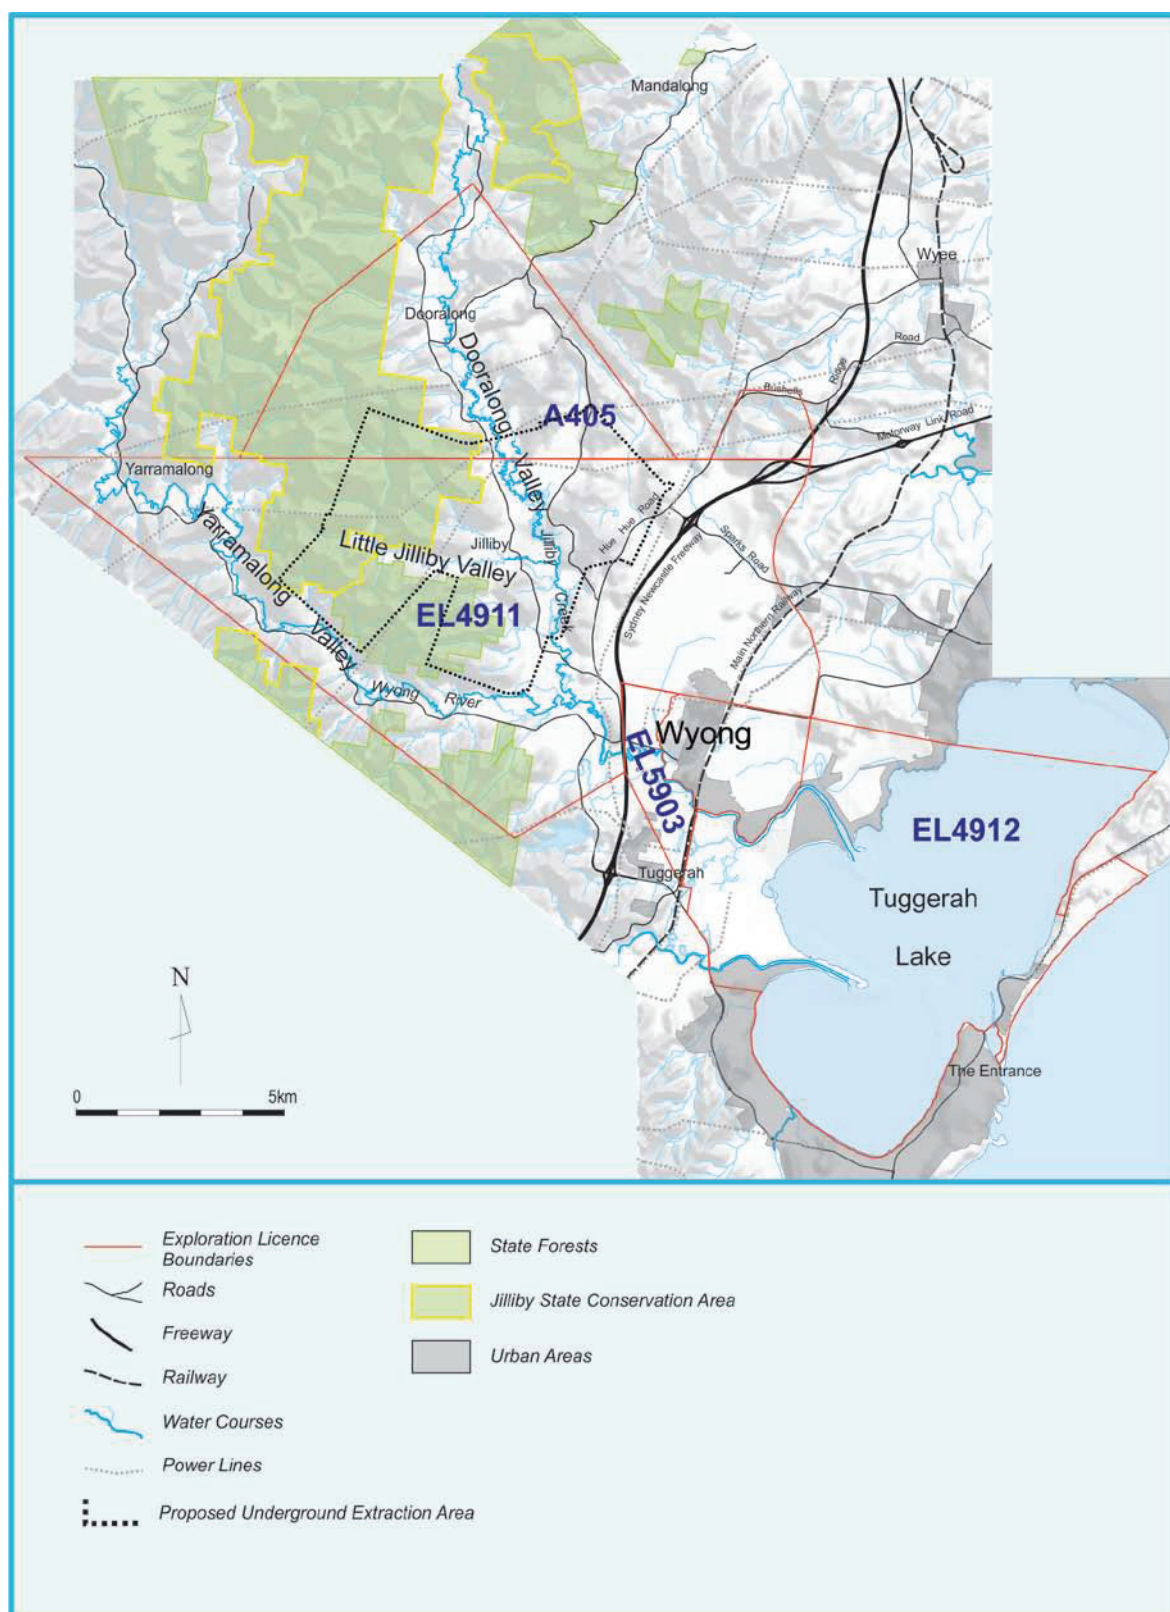 Mandalong
Wyee
Dooralong
Dooralong
Valley
Road
Ridge
Bushells
A405
Motorway Link Road
Yarramalong
Yarramalong
Valley
Hue Hue Road
Jilliby
Jilliby
Creek
Little Jilliby Valley
Sparks Road
Sydney Newcastle Freeway
EL4911
Main Northern Railway
Wyong River
Wyong
EL5903
EL4912
Tuggerah
Tuggerah
Lake
N
The Entrance
0 5km
Exploration Licence
Boundaries
Roads
Freeway
Railway
Water Courses
Power Lines
Proposed Underground Extraction Area
State Forests
Jilliby State Conservation Area
Urban Areas